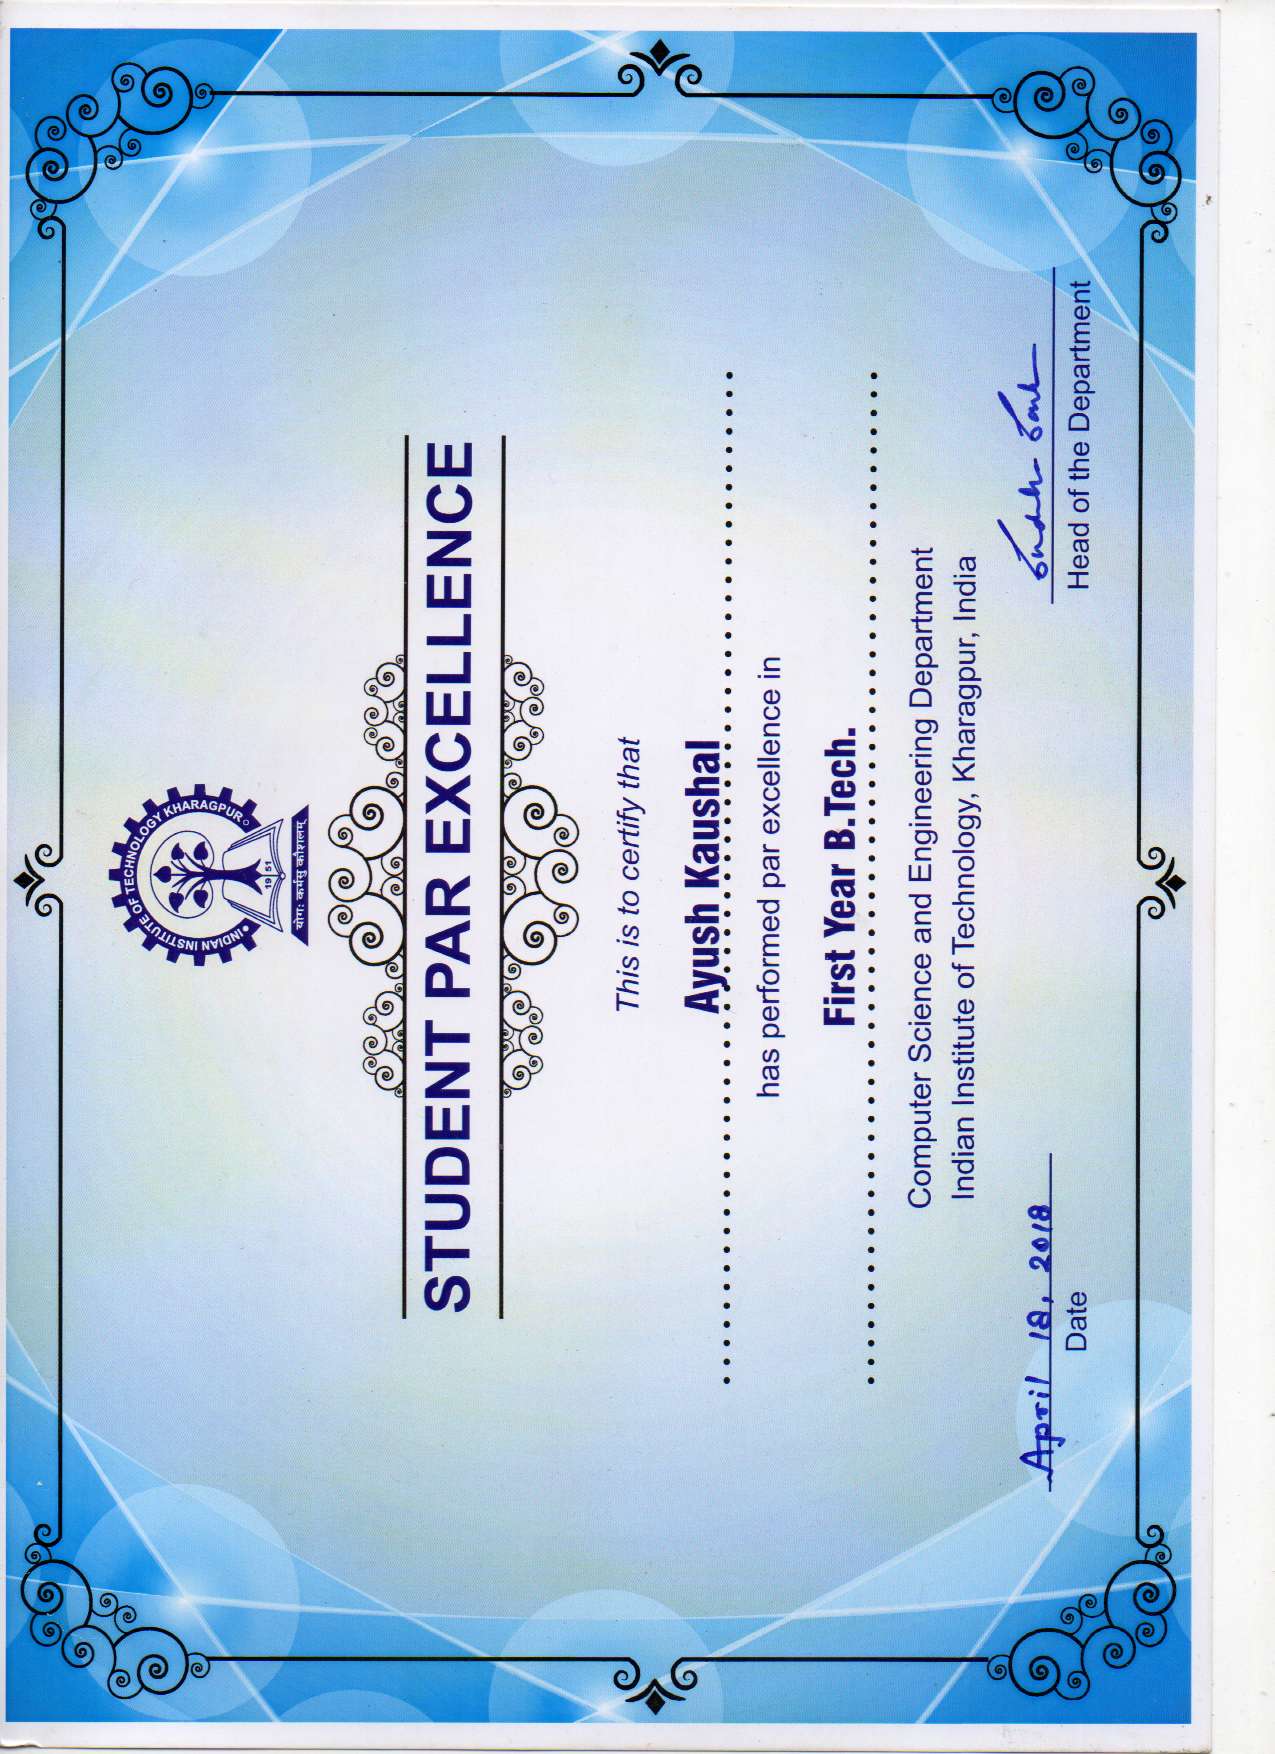 INDIAN INSTITUTE OF TECHNOLOGY KHARAGPUR
1951
योगः कर्मसु कौशलम्
STUDENT PAR EXCELLENCE
This is to certify that
Ayush Kaushal
has performed par excellence in
First Year B.Tech.
Computer Science and Engineering Department
Indian Institute of Technology, Kharagpur, India
April 18, 2018
Date
Head of the Department